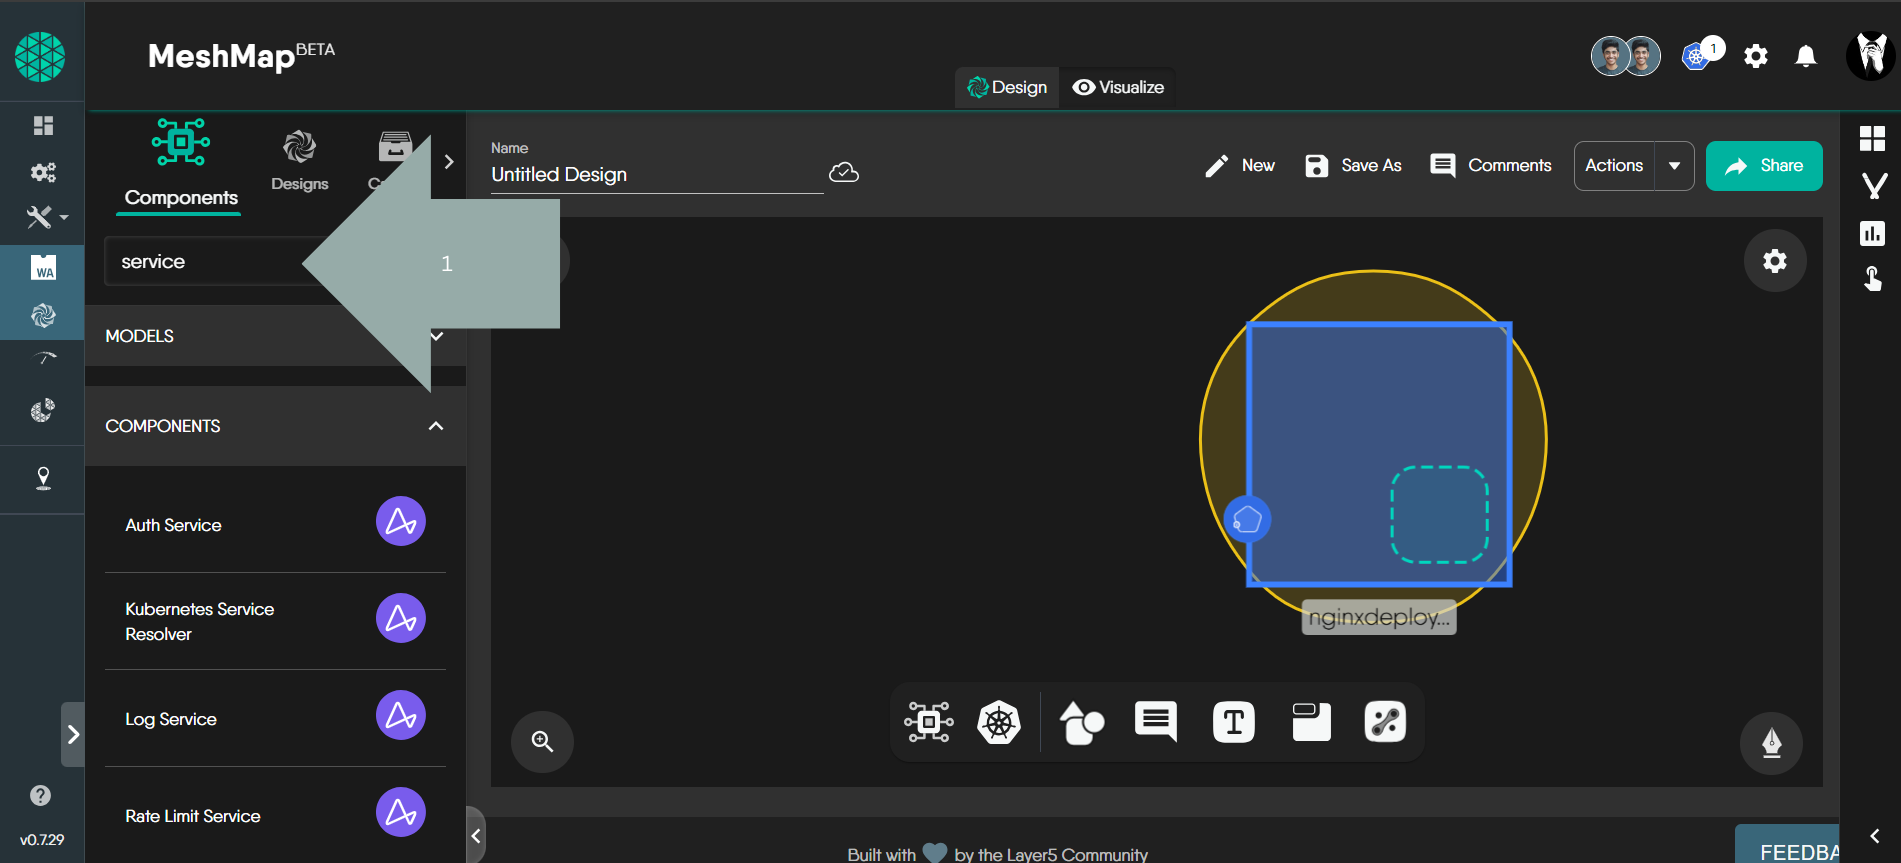 MeshMap BETA
1
Design
Visualize
Components
Designs
Name
Untitled Design
New
Save As
Comments
Actions
Share
service
1
MODELS
COMPONENTS
WA
Auth Service
Kubernetes Service
Resolver
Log Service
Rate Limit Service
nginxdeploy...
T
v0.7.29
Built with
by the Layer5 Community